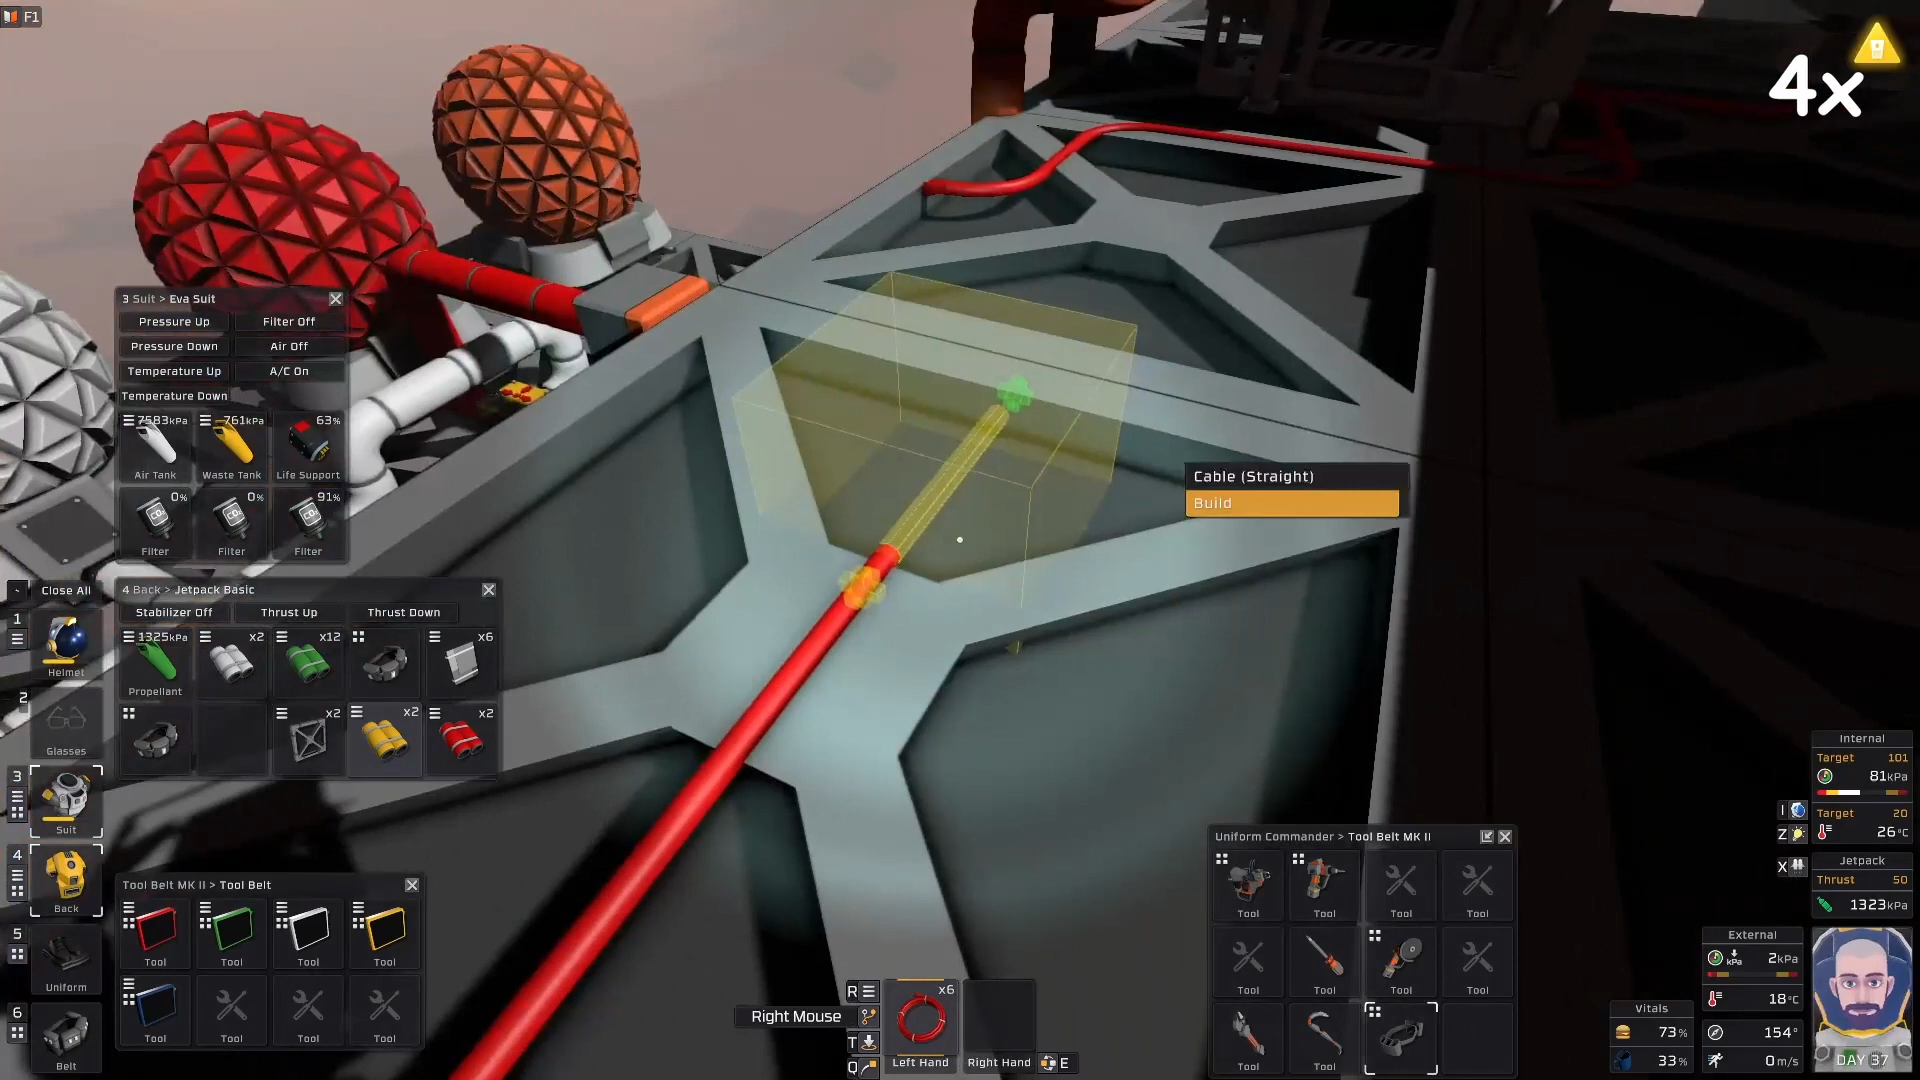 F1
4x
3 Suit > Eva Suit
Pressure Up
Filter Off
Pressure Down
Air Off
Temperature Up
A/C On
Temperature Down
7583kPa
761kPa
63%
Air Tank
Waste Tank
Life Support
0%
0%
91%
Filter
Filter
Filter
Cable (Straight)
Build
Close All
4 Back > Jetpack Basic
Stabilizer Off
Thrust Up
Thrust Down
1325kPa
x2
x12
x6
Propellant
x2
x2
x2
1
Helmet
2
Glasses
3
Suit
4
Back
5
Uniform
6
Belt
Tool Belt MK II > Tool Belt
Tool
Tool
Tool
Tool
Tool
Tool
Tool
Tool
Right Mouse
R
T
Q
x6
Left Hand
Right Hand
E
Uniform Commander > Tool Belt MK II
Tool
Tool
Tool
Tool
Tool
Tool
Tool
Tool
Tool
Tool
Tool
Internal
Target 101
81kPa
I
Target 20
Z
26°C
Jetpack
X
Thrust 50
1323kPa
External
kPa
2kPa
18°C
Vitals
73%
154°
33%
0m/s
DAY 37